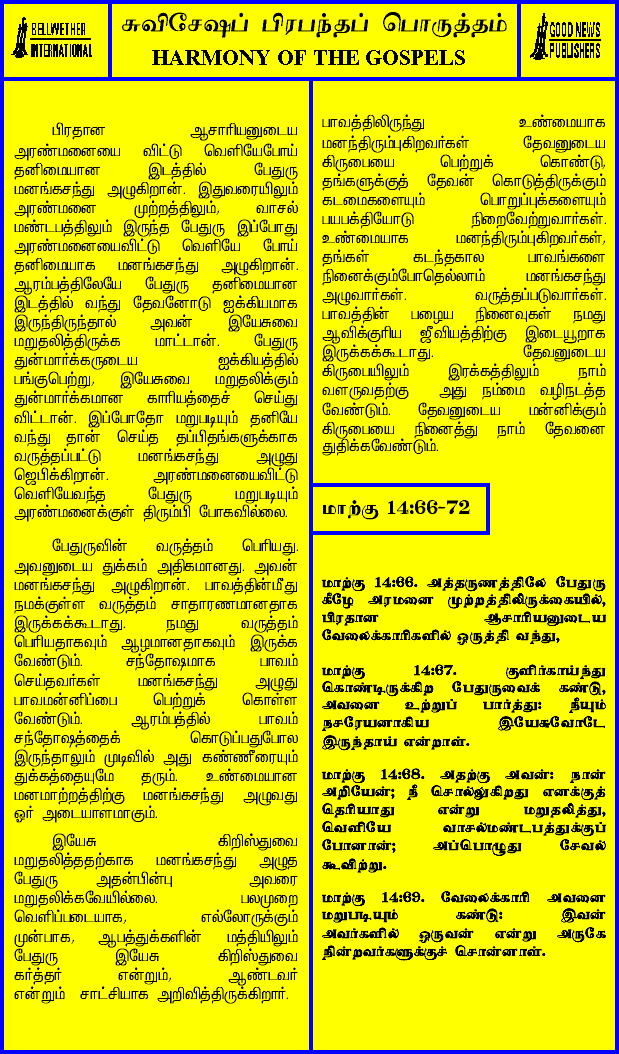 BELLWETHER
INTERNATIONAL
சுவிசேஷப் பிரபந்தப் பொருத்தம்
HARMONY OF THE GOSPELS
GOOD NEWS
PUBLISHERS
பிரதான ஆசாரியனுடைய
அரண்மனையை விட்டு வெளியேபோய்
தனிமையான இடத்தில் பேதுரு
மனங்கசந்து அழுகிறான். இதுவரையிலும்
அரண்மனை முற்றத்திலும், வாசல்
மண்டபத்திலும் இருந்த பேதுரு இப்போது
அரண்மனையைவிட்டு வெளியே போய்
தனிமையாக மனங்கசந்து அழுகிறான்.
ஆரம்பத்திலேயே பேதுரு தனிமையான
இடத்தில் வந்து தேவனோடு ஐக்கியமாக
இருந்திருந்தால் அவன் இயேசுவை
மறுதலித்திருக்க மாட்டான். பேதுரு
துன்மார்க்கருடைய ஐக்கியத்தில்
பங்குபெற்று, இயேசுவை மறுதலிக்கும்
துன்மார்க்கமான காரியத்தைச் செய்து
விட்டான். இப்போதோ மறுபடியும் தனியே
வந்து தான் செய்த தப்பிதங்களுக்காக
வருத்தப்பட்டு மனங்கசந்து அழுது
ஜெபிக்கிறான். அரண்மனையைவிட்டு
வெளியேவந்த பேதுரு மறுபடியும்
அரண்மனைக்குள் திரும்பி போகவில்லை.
பேதுருவின் வருத்தம் பெரியது.
அவனுடைய துக்கம் அதிகமானது. அவன்
மனங்கசந்து அழுகிறான். பாவத்தின்மீது
நமக்குள்ள வருத்தம் சாதாரணமானதாக
இருக்கக்கூடாது. நமது வருத்தம்
பெரியதாகவும் ஆழமானதாகவும் இருக்க
வேண்டும். சந்தோஷமாக பாவம்
செய்தவர்கள் மனங்கசந்து அழுது
பாவமன்னிப்பை பெற்றுக் கொள்ள
வேண்டும். ஆரம்பத்தில் பாவம்
சந்தோஷத்தைக் கொடுப்பதுபோல
இருந்தாலும் முடிவில் அது கண்ணீரையும்
துக்கத்தையுமே தரும். உண்மையான
மனமாற்றத்திற்கு மனங்கசந்து அழுவது
ஓர் அடையாளமாகும்.
இயேசு கிறிஸ்துவை
மறுதலித்ததற்காக மனங்கசந்து அழுத
பேதுரு அதன்பின்பு அவரை
மறுதலிக்கவேயில்லை. பலமுறை
வெளிப்படையாக, எல்லோருக்கும்
முன்பாக, ஆபத்துக்களின் மத்தியிலும்
பேதுரு இயேசு கிறிஸ்துவை
கர்த்தர் என்றும், ஆண்டவர்
என்றும் சாட்சியாக அறிவித்திருக்கிறார்.
பாவத்திலிருந்து உண்மையாக
மனந்திரும்புகிறவர்கள் தேவனுடைய
கிருபையை பெற்றுக் கொண்டு,
தங்களுக்குத் தேவன் கொடுத்திருக்கும்
கடமைகளையும் பொறுப்புக்களையும்
பயபக்தியோடு நிறைவேற்றுவார்கள்.
உண்மையாக மனந்திரும்புகிறவர்கள்,
தங்கள் கடந்தகால பாவங்களை
நினைக்கும்போதெல்லாம் மனங்கசந்து
அழுவார்கள். வருத்தப்படுவார்கள்.
பாவத்தின் பழைய நினைவுகள் நமது
ஆவிக்குரிய ஜீவியத்திற்கு இடையூறாக
இருக்கக்கூடாது. தேவனுடைய
கிருபையிலும் இரக்கத்திலும் நாம்
வளருவதற்கு அது நம்மை வழிநடத்த
வேண்டும். தேவனுடைய மன்னிக்கும்
கிருபையை நினைத்து நாம் தேவனை
துதிக்கவேண்டும்.
மாற்கு 14:66-72
மாற்கு 14:66. அத்தருணத்திலே பேதுரு
கீழே அரமனை முற்றத்திலிருக்கையில்,
பிரதான ஆசாரியனுடைய
வேலைக்காரிகளில் ஒருத்தி வந்து,
மாற்கு 14:67. குளிர்காய்ந்து
கொண்டிருக்கிற பேதுருவைக் கண்டு,
அவனை உற்றுப் பார்த்து: நீயும்
நசரேயனாகிய இயேசுவோடே
இருந்தாய் என்றாள்.
மாற்கு 14:68. அதற்கு அவன்: நான்
அறியேன்; நீ சொல்லுகிறது எனக்குத்
தெரியாது என்று மறுதலித்து,
வெளியே வாசல்மண்டபத்துக்குப்
போனான்; அப்பொழுது சேவல்
கூவிற்று.
மாற்கு 14:69. வேலைக்காரி அவனை
மறுபடியும் கண்டு: இவன்
அவர்களில் ஒருவன் என்று அருகே
நின்றவர்களுக்குச் சொன்னாள்.